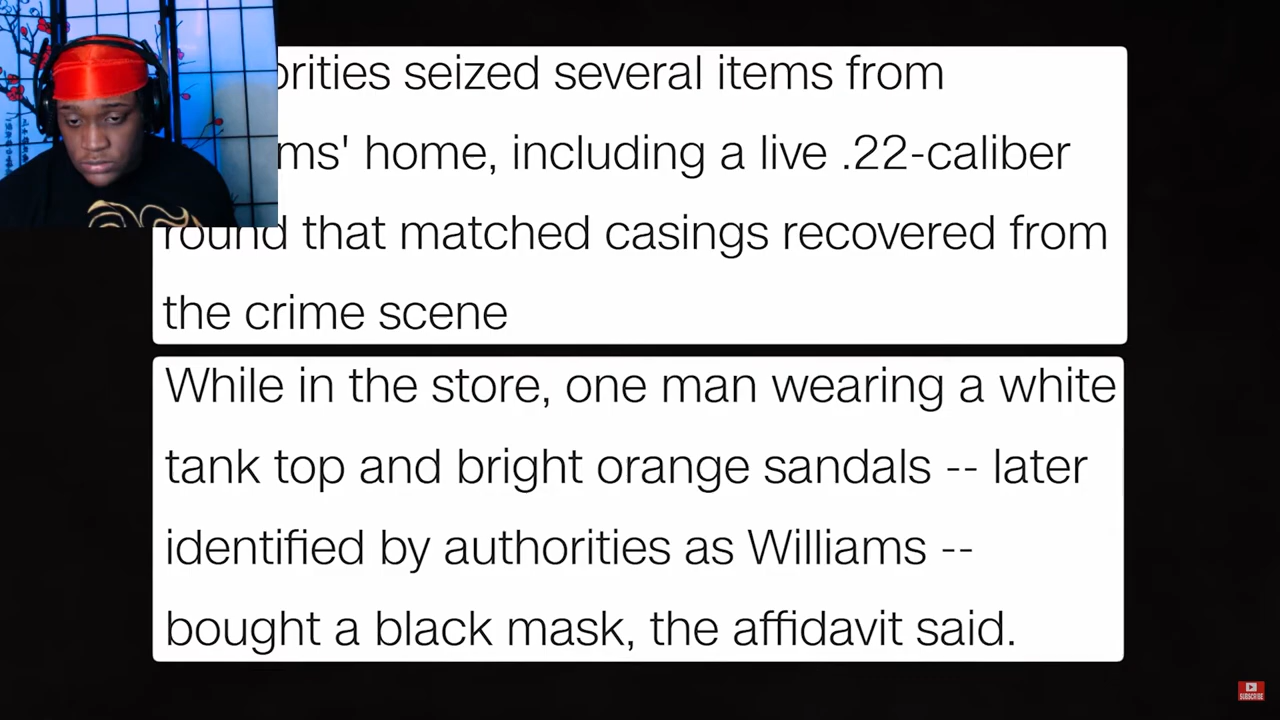 orities seized several items from
ms' home, including a live .22-caliber
round that matched casings recovered from
the crime scene
While in the store, one man wearing a white
tank top and bright orange sandals -- later
identified by authorities as Williams --
bought a black mask, the affidavit said.
SUBSCRIBE